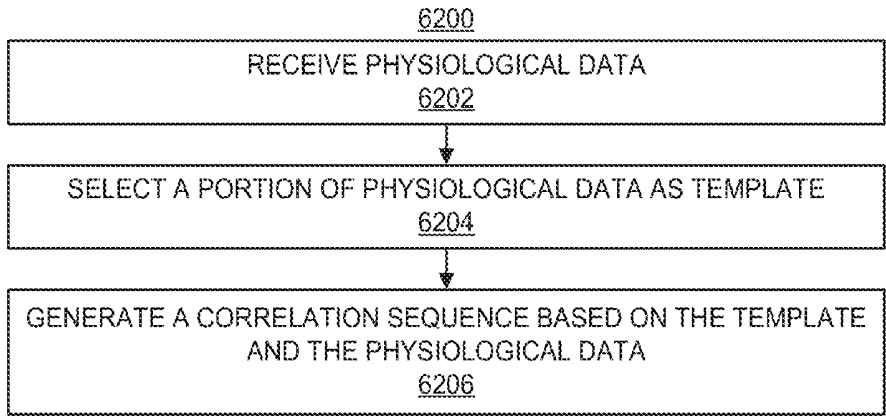 6200
RECEIVE PHYSIOLOGICAL DATA
6202
SELECT A PORTION OF PHYSIOLOGICAL DATA AS TEMPLATE
6204
GENERATE A CORRELATION SEQUENCE BASED ON THE TEMPLATE
AND THE PHYSIOLOGICAL DATA
6206